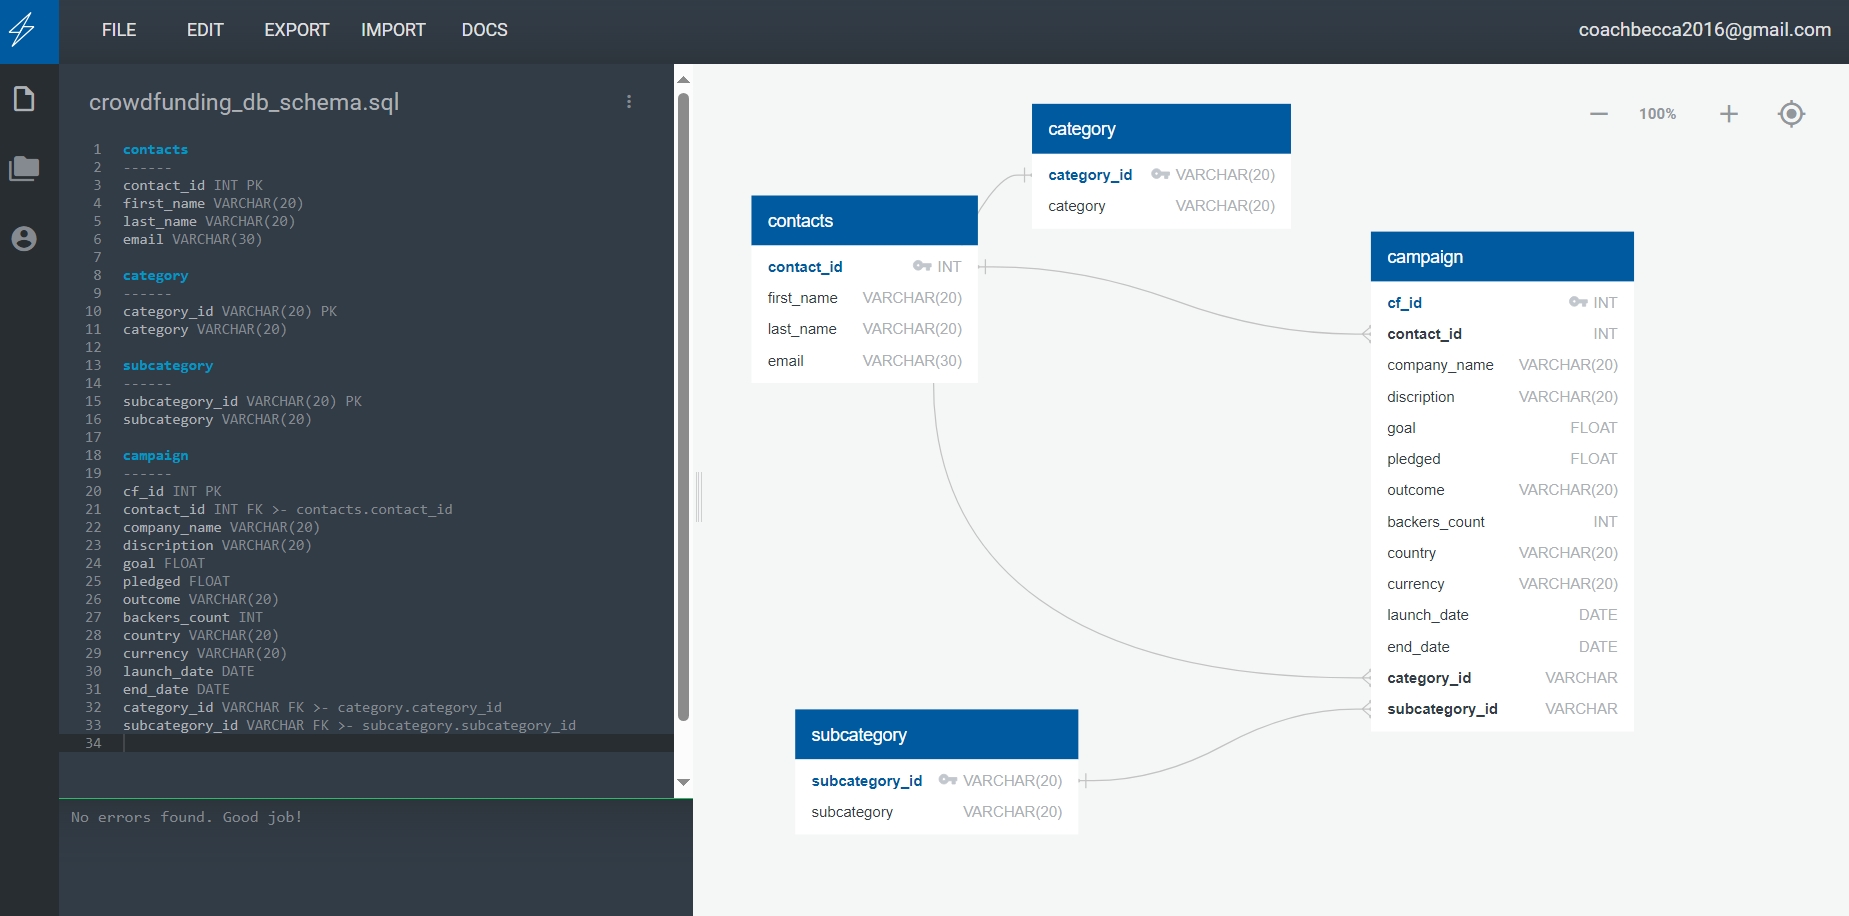 FILE EDIT EXPORT IMPORT DOCS coachbecca2016@gmail.com
crowdfunding_db_schema.sql
1 contacts
2 ------
3 contact_id INT PK
4 first_name VARCHAR(20)
5 last_name VARCHAR(20)
6 email VARCHAR(30)
7
8 category
9 ------
10 category_id VARCHAR(20) PK
11 category VARCHAR(20)
12
13 subcategory
14 ------
15 subcategory_id VARCHAR(20) PK
16 subcategory VARCHAR(20)
17
18 campaign
19 ------
20 cf_id INT PK
21 contact_id INT FK >- contacts.contact_id
22 company_name VARCHAR(20)
23 discription VARCHAR(20)
24 goal FLOAT
25 pledged FLOAT
26 outcome VARCHAR(20)
27 backers_count INT
28 country VARCHAR(20)
29 currency VARCHAR(20)
30 launch_date DATE
31 end_date DATE
32 category_id VARCHAR FK >- category.category_id
33 subcategory_id VARCHAR FK >- subcategory.subcategory_id
34
No errors found. Good job!
100%
category
category_id VARCHAR(20)
category VARCHAR(20)
contacts
contact_id INT
first_name VARCHAR(20)
last_name VARCHAR(20)
email VARCHAR(30)
campaign
cf_id INT
contact_id INT
company_name VARCHAR(20)
discription VARCHAR(20)
goal FLOAT
pledged FLOAT
outcome VARCHAR(20)
backers_count INT
country VARCHAR(20)
currency VARCHAR(20)
launch_date DATE
end_date DATE
category_id VARCHAR
subcategory_id VARCHAR
subcategory
subcategory_id VARCHAR(20)
subcategory VARCHAR(20)